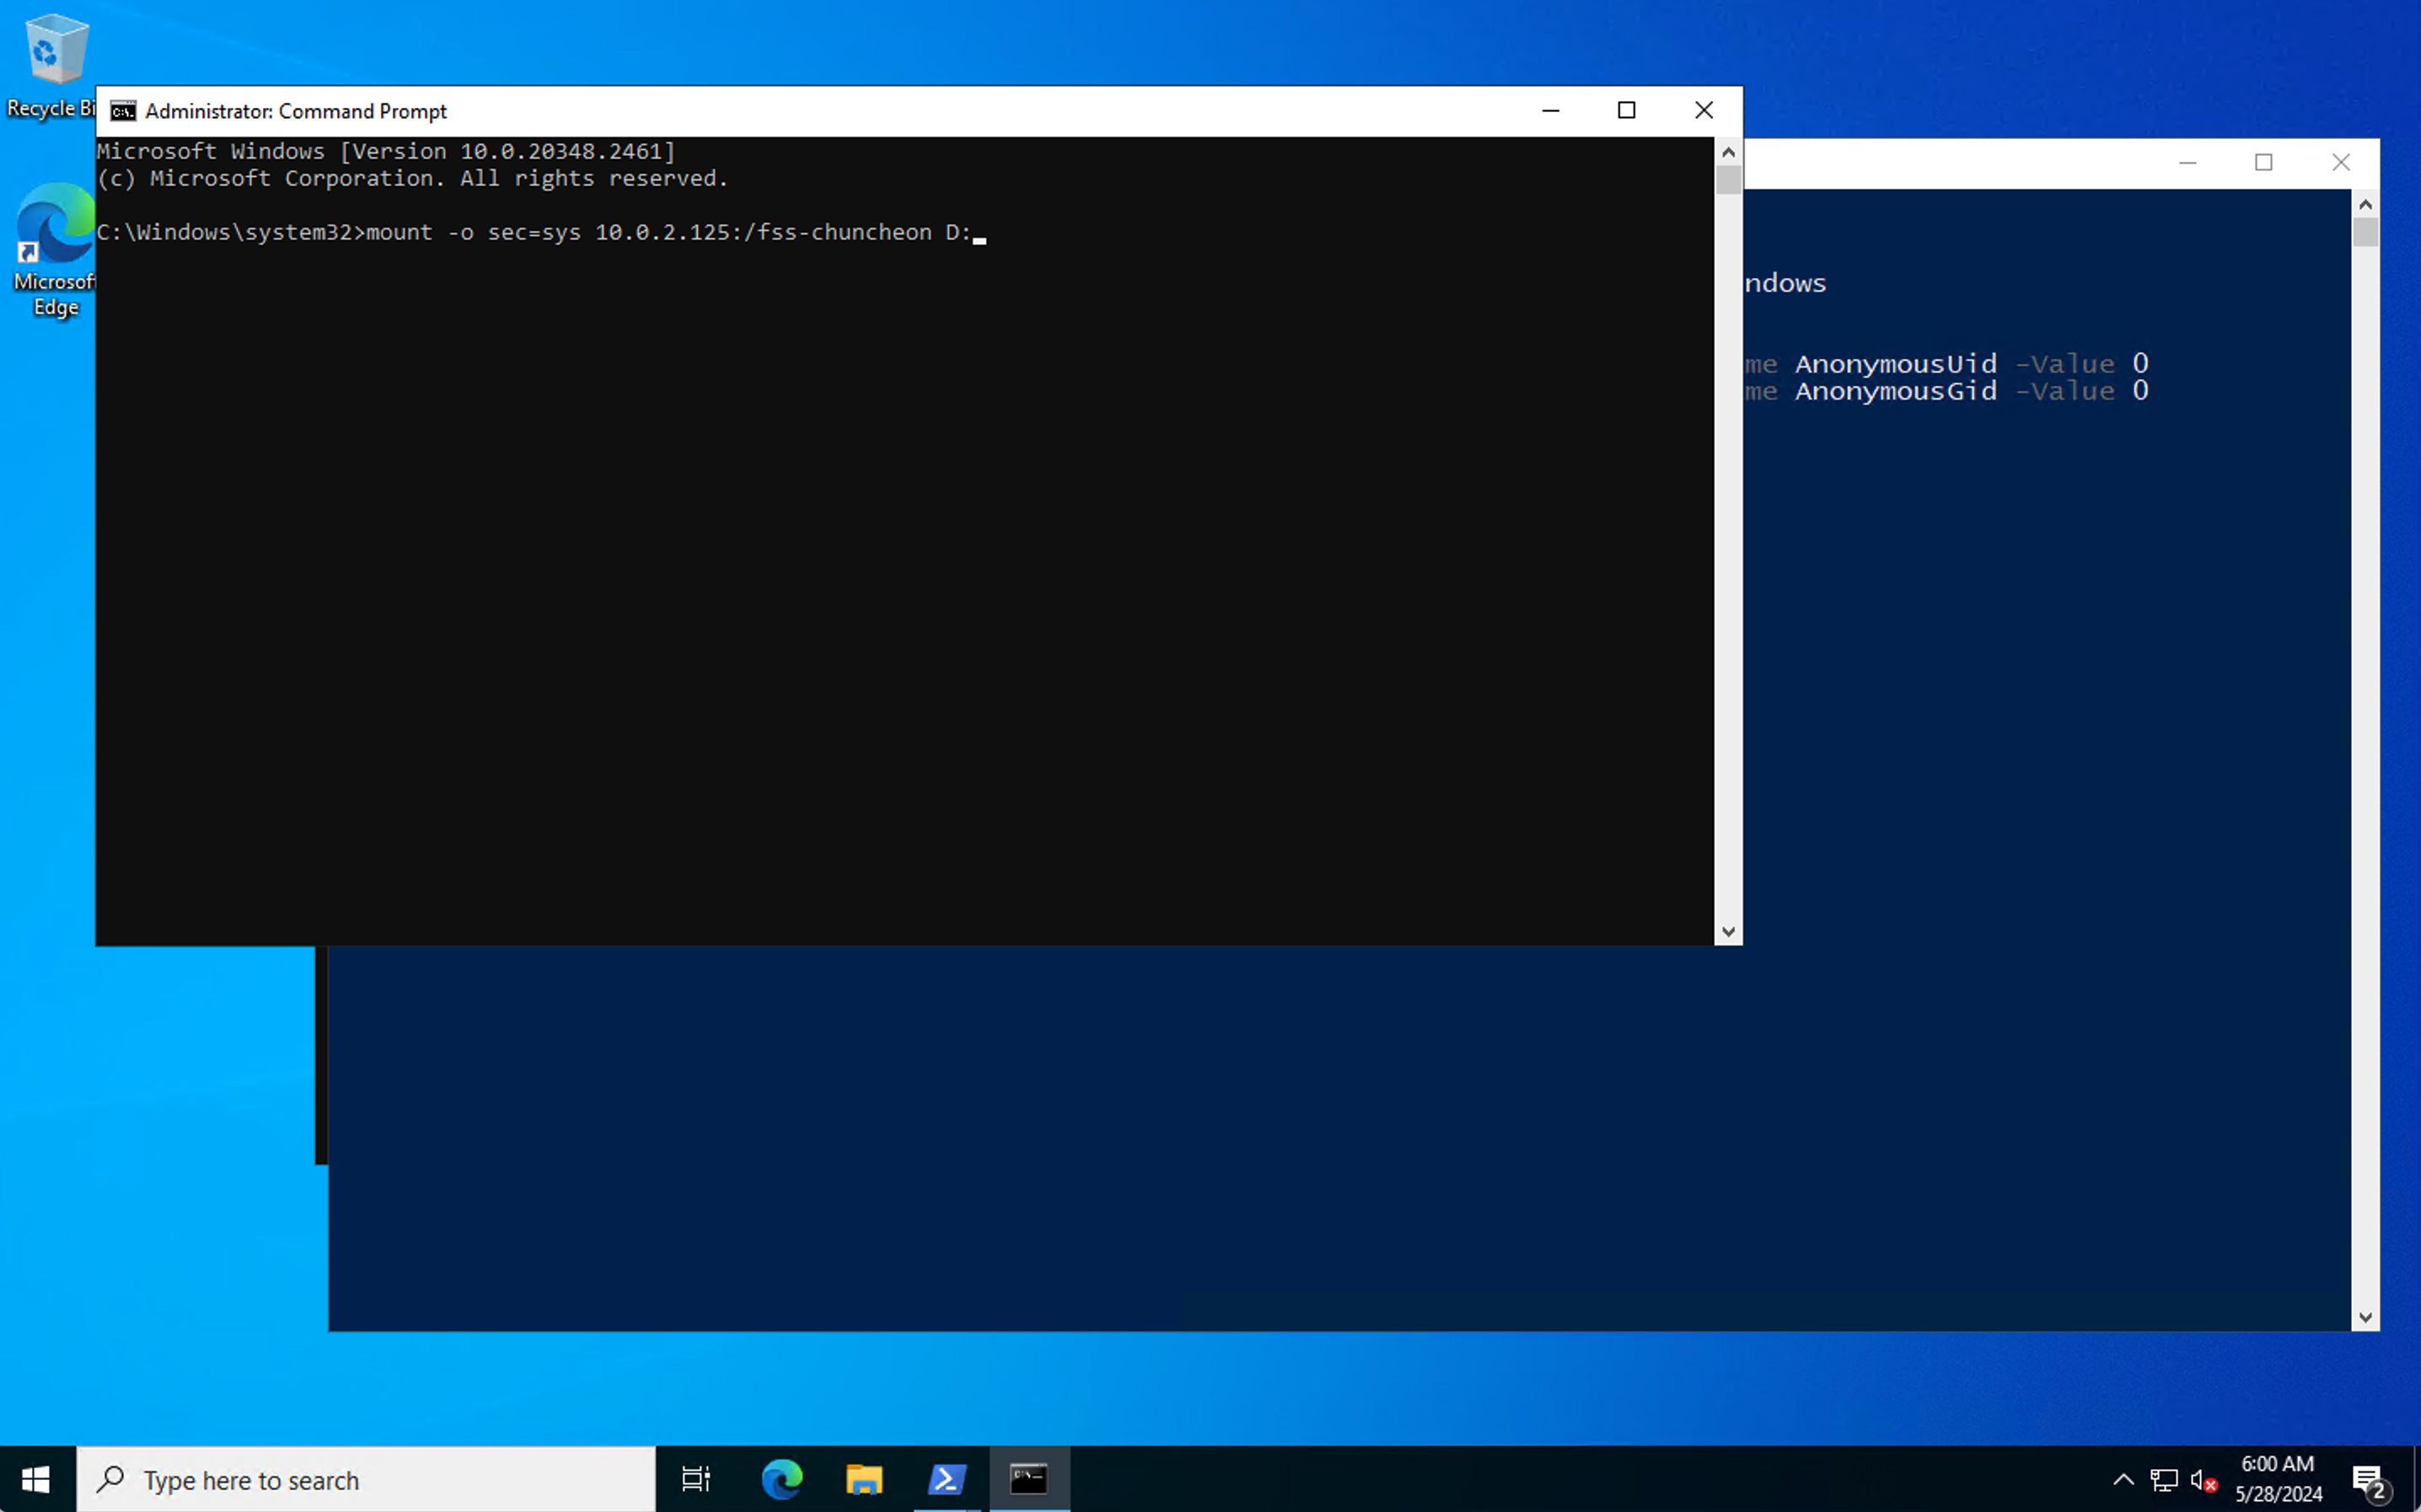 Recycle Bi
Administrator: Command Prompt
Microsoft Windows [Version 10.0.20348.2461]
(c) Microsoft Corporation. All rights reserved.
C:\Windows\system32>mount -o sec=sys 10.0.2.125:/fss-chuncheon D:
Microsof
Edge
ndows
me AnonymousUid -Value 0
me AnonymousGid -Value 0
Type here to search
6:00 AM
5/28/2024
2